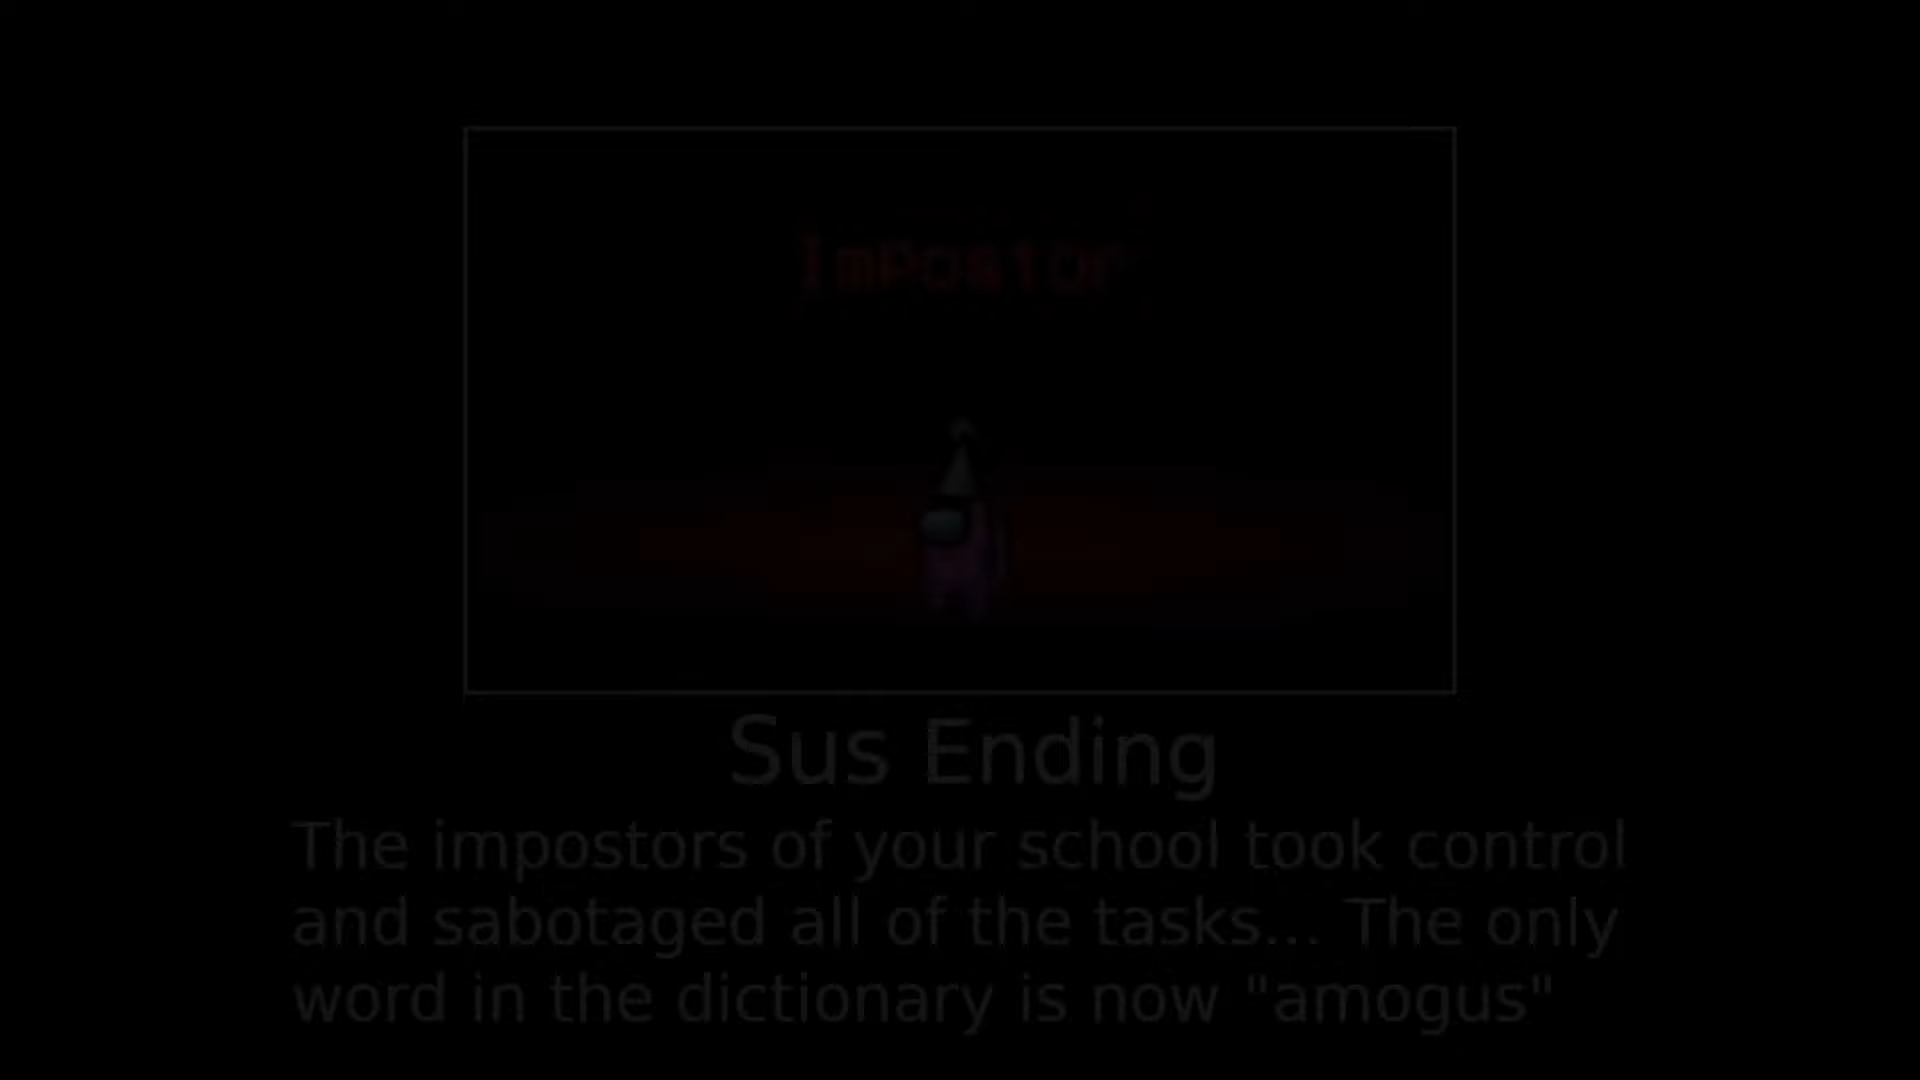 Impostor
Sus Ending
The impostors of your school took control
and sabotaged all of the tasks... The only
word in the dictionary is now "amogus"